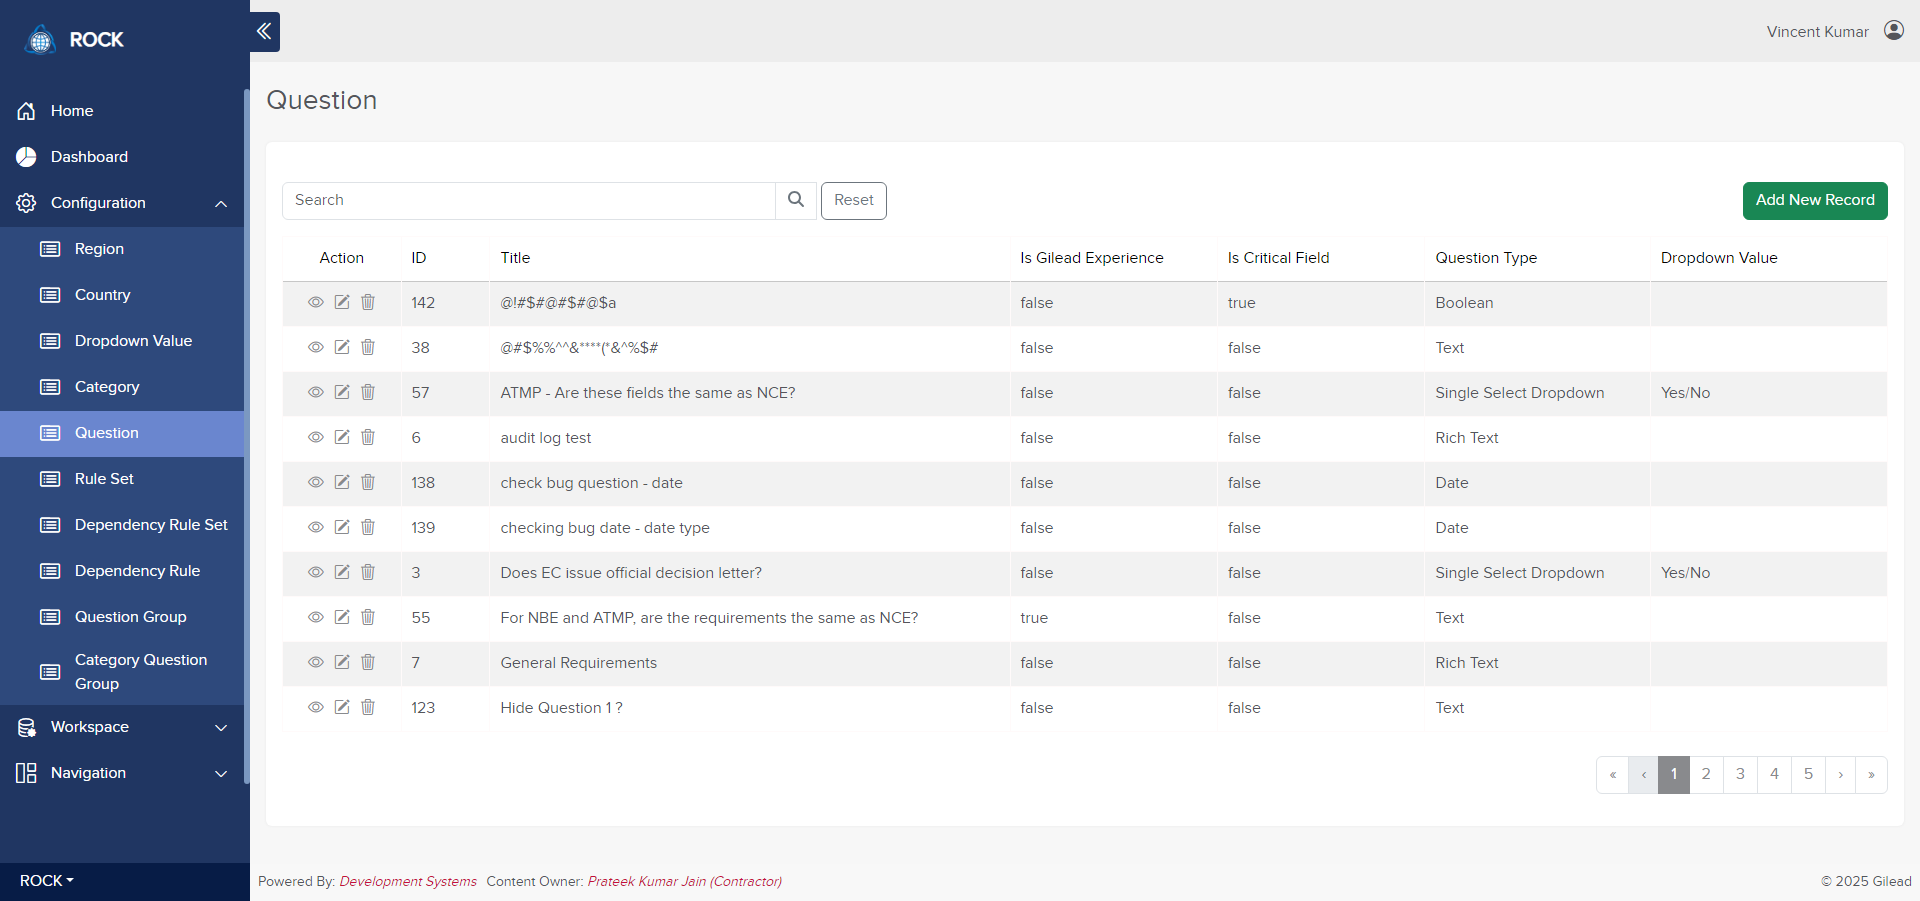 ROCK
Vincent Kumar
Home
Dashboard
Configuration
Region
Country
Dropdown Value
Category
Question
Rule Set
Dependency Rule Set
Dependency Rule
Question Group
Category Question
Group
Workspace
Navigation
ROCK
Question
Search
Reset
Add New Record
Action ID Title Is Gilead Experience Is Critical Field Question Type Dropdown Value
142 @!#$#@#$#@$a false true Boolean
38 @#$%%^^&****(*&^%$# false false Text
57 ATMP - Are these fields the same as NCE? false false Single Select Dropdown Yes/No
6 audit log test false false Rich Text
138 check bug question - date false false Date
139 checking bug date - date type false false Date
3 Does EC issue official decision letter? false false Single Select Dropdown Yes/No
55 For NBE and ATMP, are the requirements the same as NCE? true false Text
7 General Requirements false false Rich Text
123 Hide Question 1 ? false false Text
« ‹ 1 2 3 4 5 › »
Powered By: Development Systems Content Owner: Prateek Kumar Jain (Contractor)
© 2025 Gilead